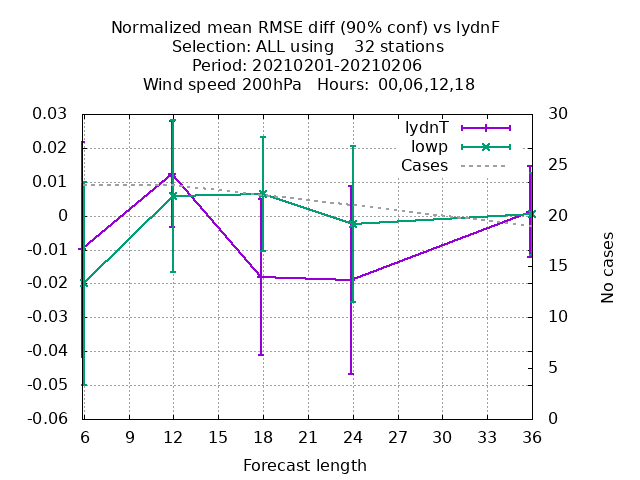 Normalized mean RMSE diff (90% conf) vs lydnF
Selection: ALL using    32 stations
Period: 20210201-20210206
Wind speed 200hPa   Hours:  00,06,12,18
lydnT
lowp
Cases
0.03
0.02
0.01
0
-0.01
-0.02
-0.03
-0.04
-0.05
-0.06
30
25
20
15
10
5
0
No cases
6 9 12 15 18 21 24 27 30 33 36
Forecast length